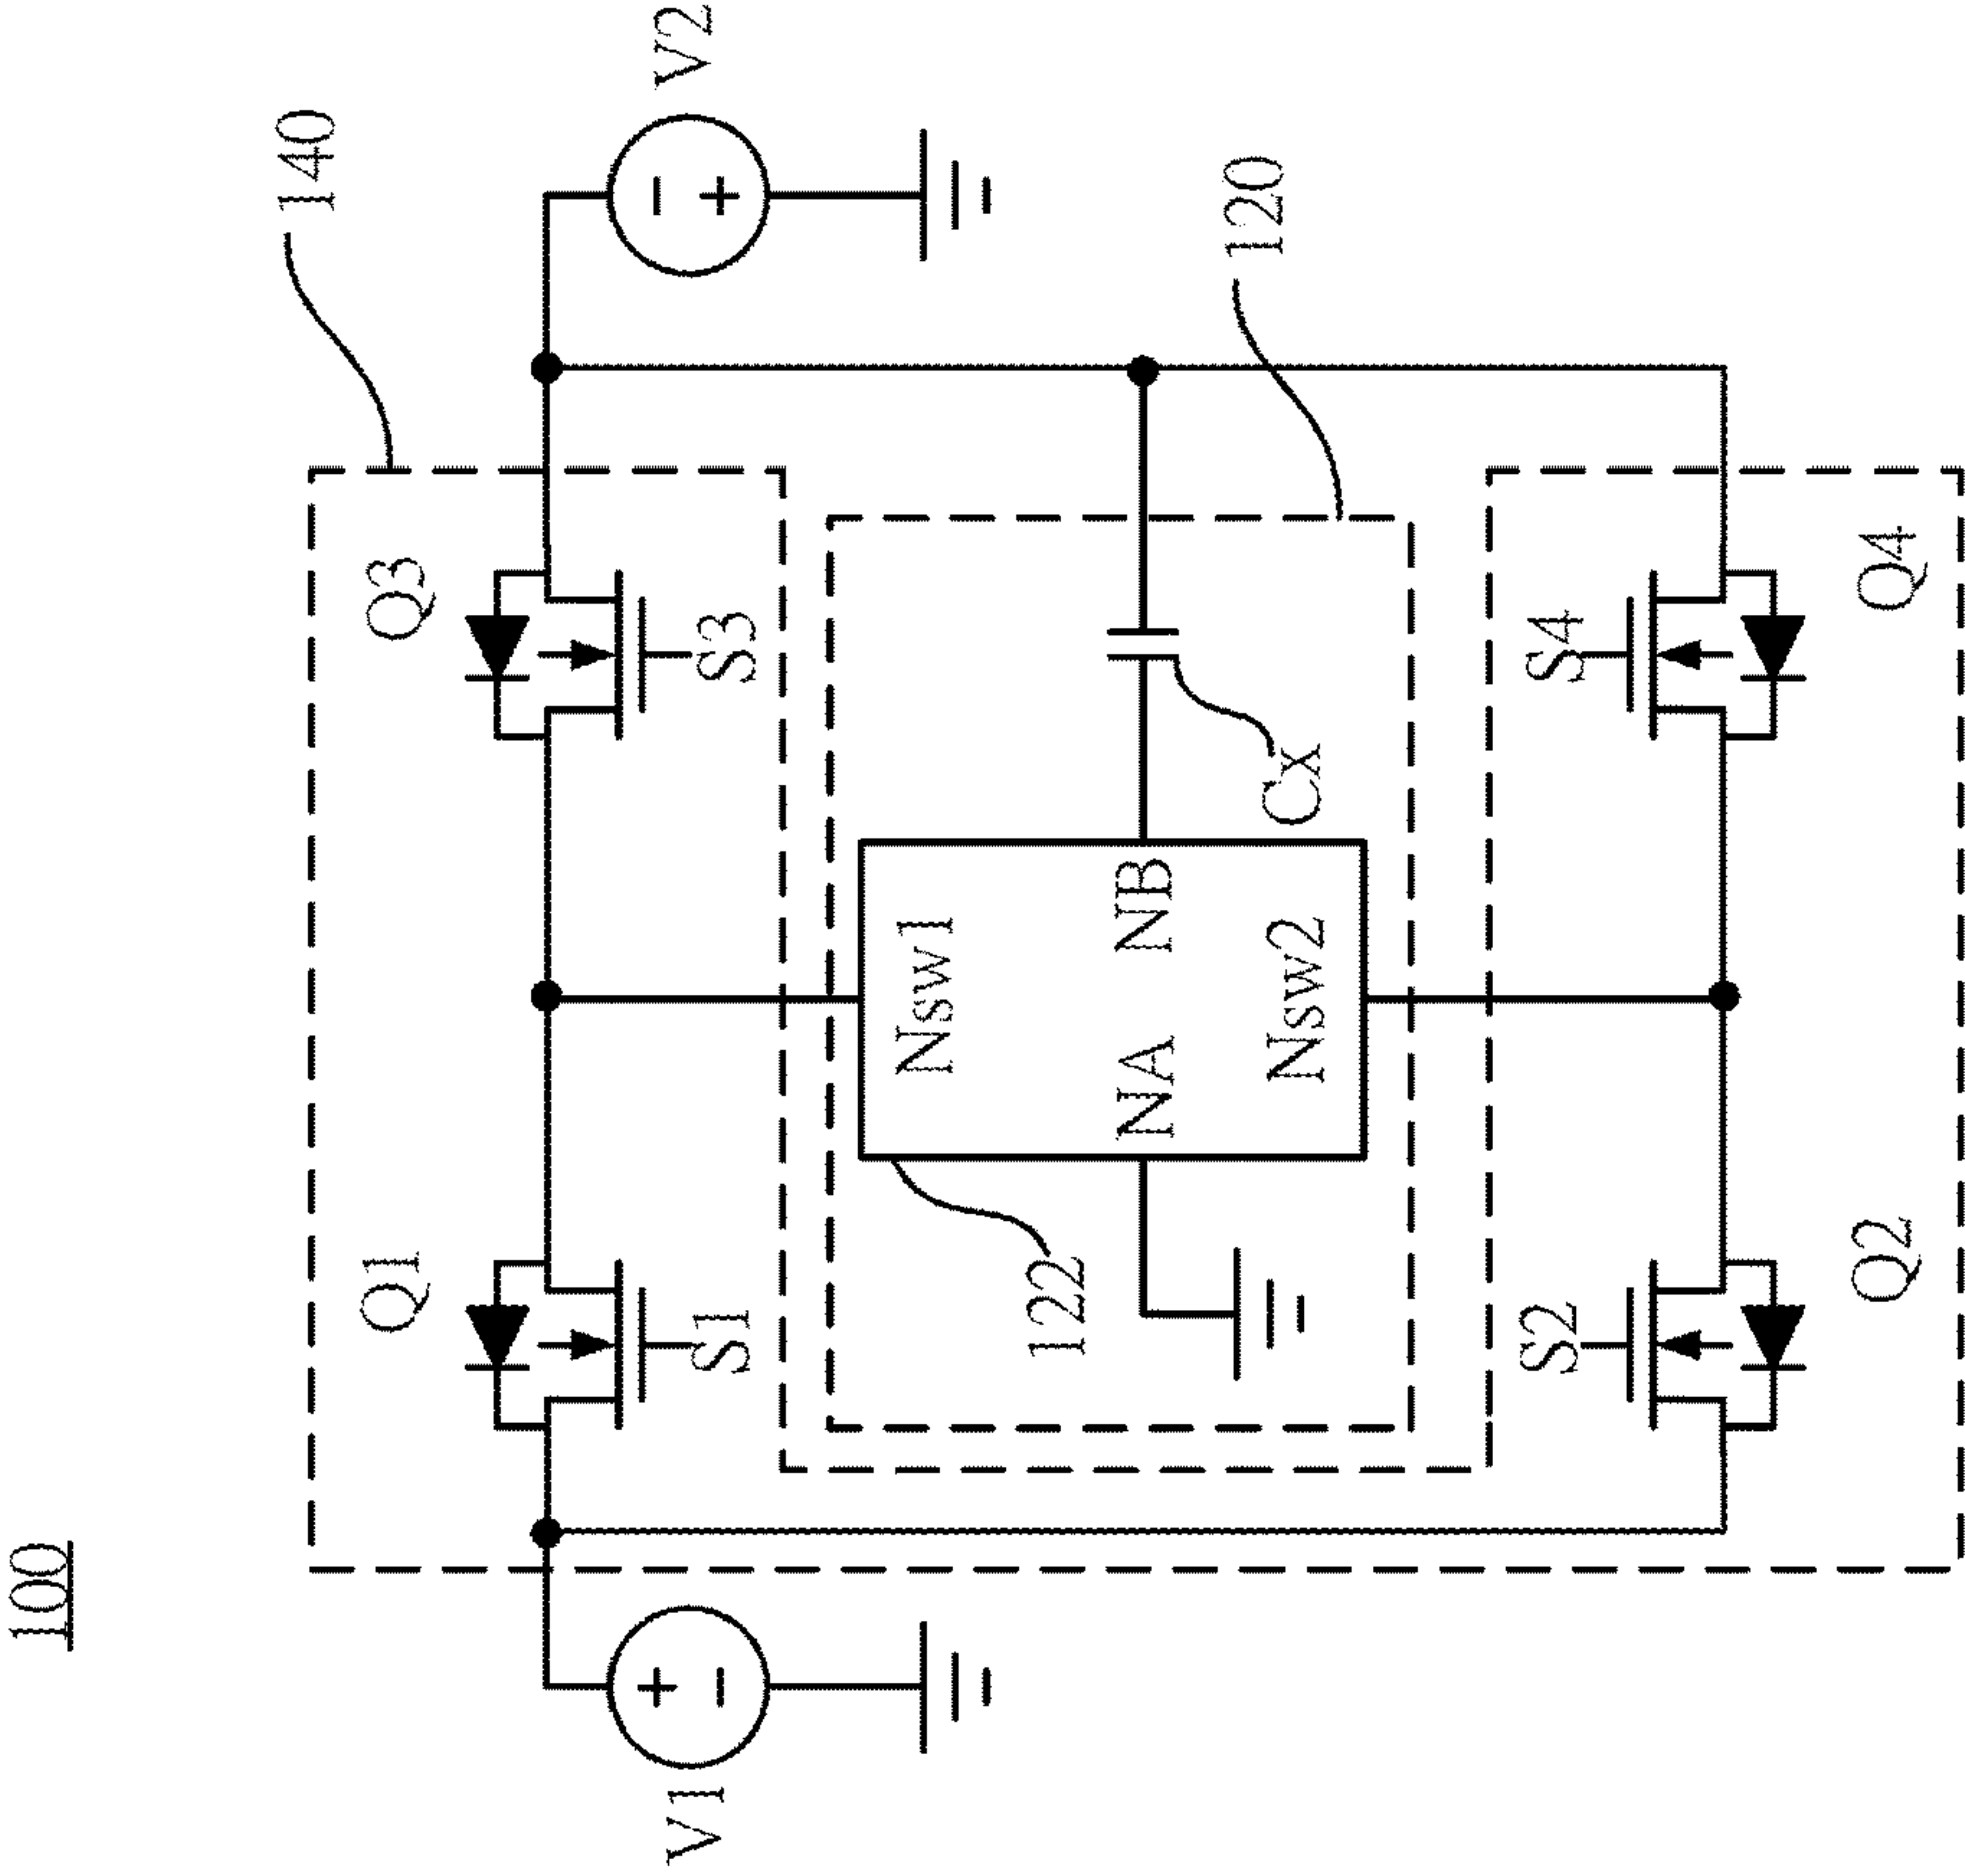 100
V1
Q1
S1
Q3
S3
140
V2
Nsw1
NA
NB
Nsw2
122
Cx
120
S2
Q2
S4
Q4
+
-
-
+